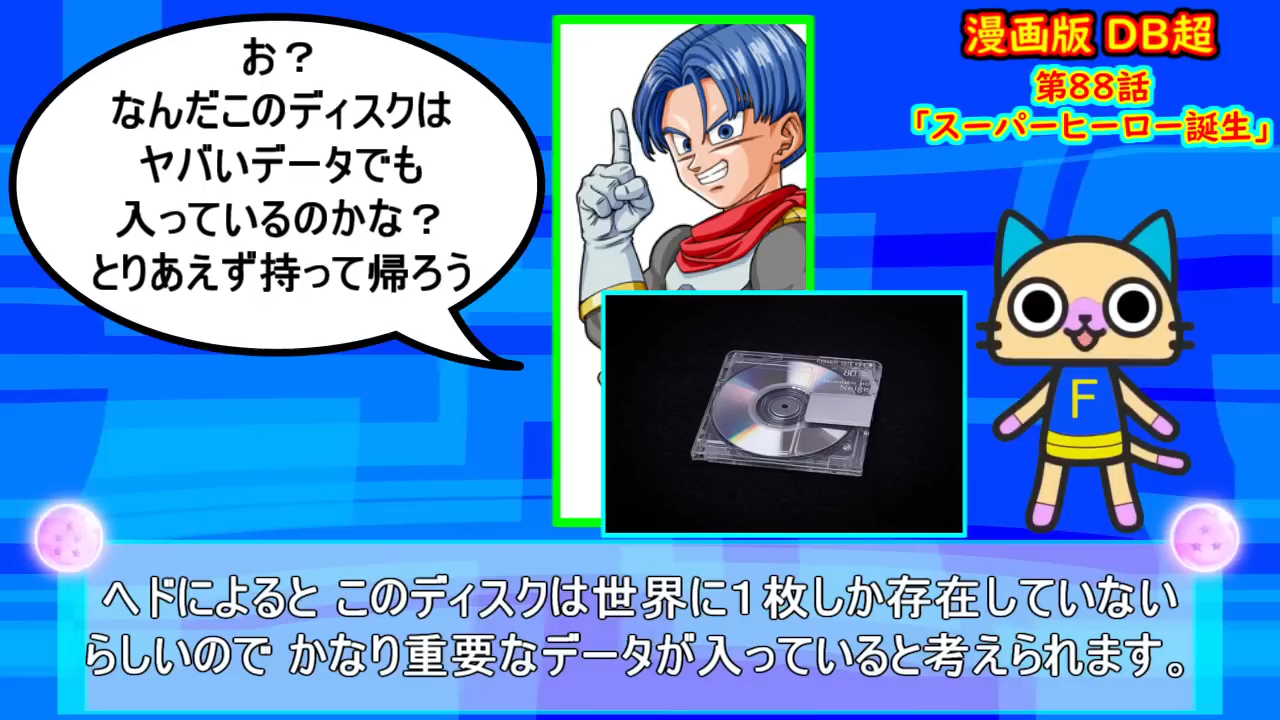 お？
なんだこのディスクは
ヤバいデータでも
入っているのかな？
とりあえず持って帰ろう
漫画版 DB超
第88話
「スーパーヒーロー誕生」
80
Neige
F
ヘドによると このディスクは世界に1枚しか存在していない
らしいので かなり重要なデータが入っていると考えられます。